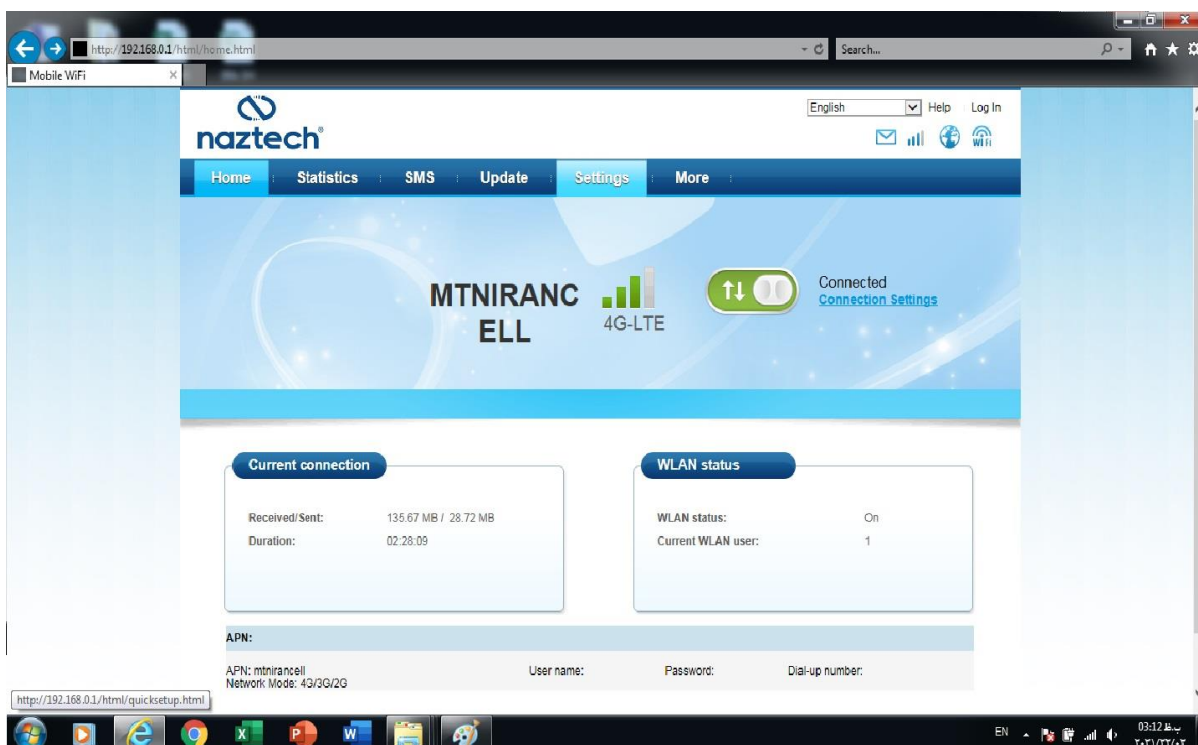 http://192.168.0.1/html/home.html
Search...
Mobile WiFi
English Help Log In
naztech®
WIFI
Home Statistics SMS Update Settings More
MTNIRANC
ELL
4G-LTE
Connected
Connection Settings
Current connection
WLAN status
Received/Sent: 135.67 MB / 28.72 MB
WLAN status: On
Duration: 02:28:09
Current WLAN user: 1
APN:
APN: mtnirancell User name: Password: Dial-up number:
Network Mode: 4G/3G/2G
http://192.168.0.1/html/quicksetup.html
EN
03:12 ب.ظ